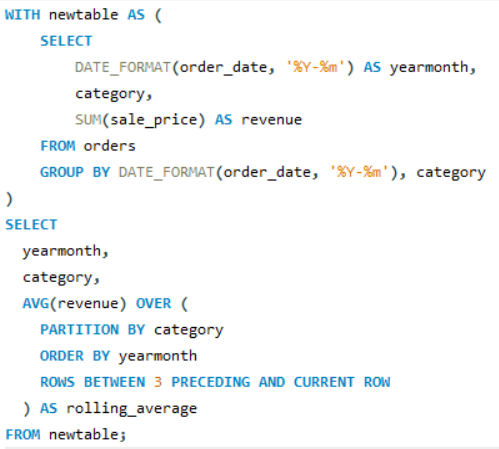 WITH newtable AS (
    SELECT
        DATE_FORMAT(order_date, '%Y-%m') AS yearmonth,
        category,
        SUM(sale_price) AS revenue
    FROM orders
    GROUP BY DATE_FORMAT(order_date, '%Y-%m'), category
)
SELECT
  yearmonth,
  category,
  AVG(revenue) OVER (
    PARTITION BY category
    ORDER BY yearmonth
    ROWS BETWEEN 3 PRECEDING AND CURRENT ROW
  ) AS rolling_average
FROM newtable;